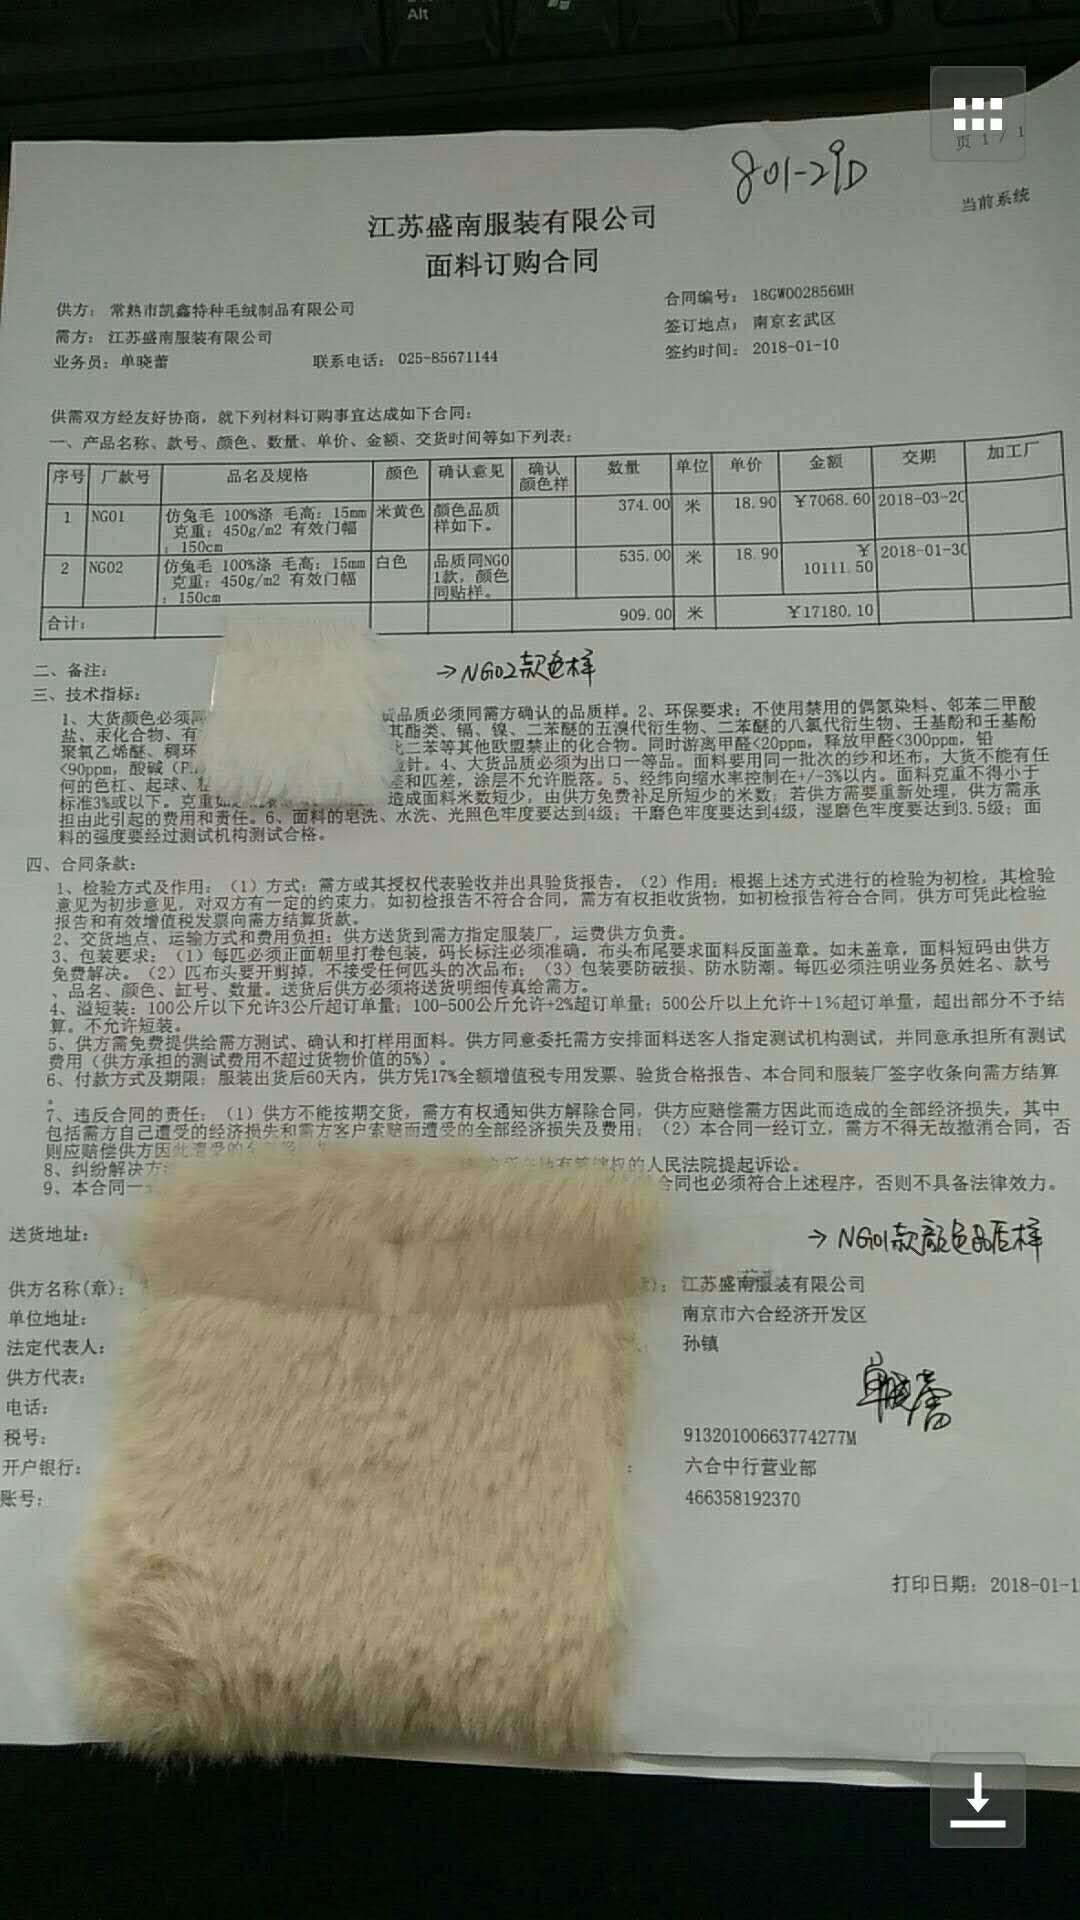 Alt
页 1 / 1
801-29D
当前系统
江苏盛南服装有限公司
面料订购合同
供方: 常熟市凯鑫特种毛绒制品有限公司
合同编号: 18GW002856MH
需方: 江苏盛南服装有限公司
签订地点: 南京玄武区
业务员: 单晓蕾 联系电话: 025-85671144
签约时间: 2018-01-10
供需双方经友好协商，就下列材料订购事宜达成如下合同:
一、产品名称、款号、颜色、数量、单价、金额、交货时间等如下列表:
序号 厂款号 品名及规格 颜色 确认意见 确认颜色样 数量 单位 单价 金额 交期 加工厂
1 NG01 仿兔毛 100%涤 毛高: 15mm 克重: 450g/m2 有效门幅: 150cm 米黄色 颜色品质样如下。 374.00 米 18.90 ¥7068.60 2018-03-20
2 NG02 仿兔毛 100%涤 毛高: 15mm 克重: 450g/m2 有效门幅: 150cm 白色 品质同NG01款，颜色同贴样。 535.00 米 18.90 ¥10111.50 2018-01-30
合计: 909.00 米 ¥17180.10
二、备注:
→NG02款色样
三、技术指标:
1、大货颜色必须同 货品质必须同需方确认的品质样。2、环保要求: 不使用禁用的偶氮染料、邻苯二甲酸
盐、汞化合物、有 其酯类、镉、镍、二苯醚的五溴代衍生物、二苯醚的八氯代衍生物、壬基酚和壬基酚
聚氧乙烯醚、稠环 二苯等其他欧盟禁止的化合物。同时游离甲醛<20ppm，释放甲醛<300ppm，铅
<90ppm，酸碱 检针。4、大货品质必须为出口一等品。面料要用同一批次的纱和坯布，大货不能有任
何的色杠、起球、 差和匹差，涂层不允许脱落。5、经纬向缩水率控制在+/-3%以内。面料克重不得小于
标准3%或以下。克重如 造成面料米数短少，由供方免费补足所短少的米数; 若供方需要重新处理，供方需承
担由此引起的费用和责任。6、面料的皂洗、水洗、光照色牢度要达到4级; 干磨色牢度要达到4级，湿磨色牢度要达到3.5级; 面
料的强度要经过测试机构测试合格。
四、合同条款:
1、检验方式及作用: （1）方式: 需方或其授权代表验收并出具验货报告。（2）作用: 根据上述方式进行的检验为初检，其检验
意见为初步意见，对双方有一定的约束力，如初检报告不符合合同，需方有权拒收货物，如初检报告符合合同，供方可凭此检验
报告和有效增值税发票向需方结算货款。
2、交货地点、运输方式和费用负担: 供方送货到需方指定服装厂，运费供方负责。
3、包装要求: （1）每匹必须正面朝里打卷包装，码长标注必须准确，布头布尾要求面料反面盖章。如未盖章，面料短码由供方
免费解决。（2）匹布头要开剪掉，不接受任何匹头的次品布; （3）包装要防破损、防水防潮。每匹必须注明业务员姓名、款号
、品名、颜色、缸号、数量。送货后供方必须将送货明细传真给需方。
4、溢短装: 100公斤以下允许3公斤超订单量; 100-500公斤允许+2%超订单量; 500公斤以上允许＋1%超订单量，超出部分不予结
算。不允许短装。
5、供方需免费提供给需方测试、确认和打样用面料。供方同意委托需方安排面料送客人指定测试机构测试，并同意承担所有测试
费用（供方承担的测试费用不超过货物价值的5%）。
6、付款方式及期限: 服装出货后60天内，供方凭17%全额增值税专用发票、验货合格报告、本合同和服装厂签字收条向需方结算
。
7、违反合同的责任: （1）供方不能按期交货，需方有权通知供方解除合同，供方应赔偿需方因此而造成的全部经济损失，其中
包括需方自己遭受的经济损失和需方客户索赔而遭受的全部经济损失及费用; （2）本合同一经订立，需方不得无故撤消合同，否
则应赔偿供方因此遭受的
8、纠纷解决方 有管辖权的人民法院提起诉讼。
9、本合同一 合同也必须符合上述程序，否则不具备法律效力。
送货地址:
→NG01款颜色品质样
供方名称(章): 江苏盛南服装有限公司
单位地址: 南京市六合经济开发区
法定代表人: 孙镇
供方代表: 单晓蕾
电话:
税号: 91320100663774277M
开户银行: 六合中行营业部
账号: 466358192370
打印日期: 2018-01-1